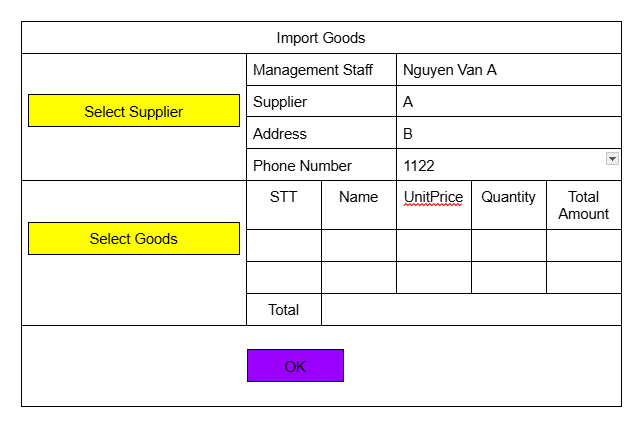 Import Goods
Management Staff Nguyen Van A
Select Supplier
Supplier A
Address B
Phone Number 1122
STT Name UnitPrice Quantity Total Amount
Select Goods
Total
OK